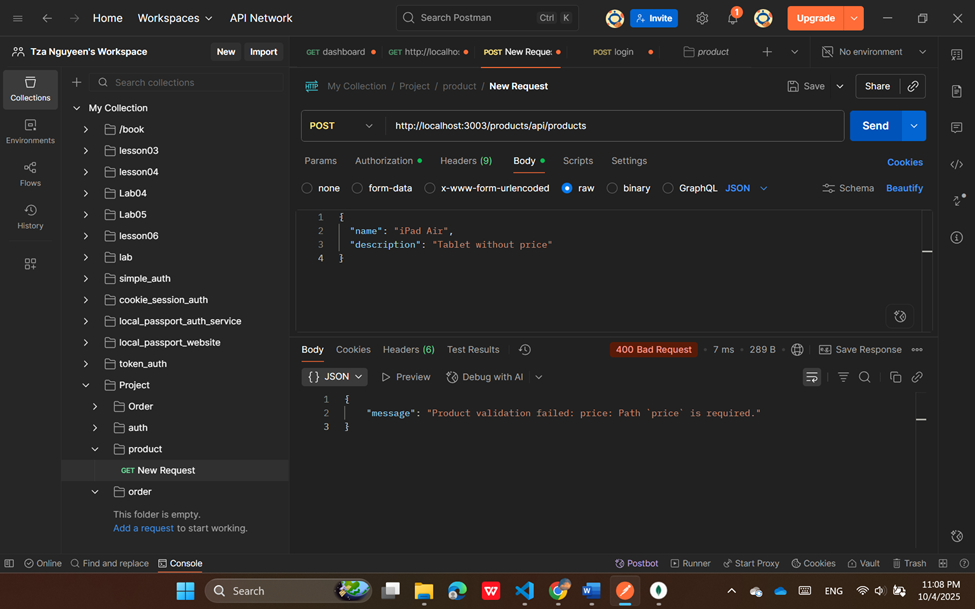 Home Workspaces API Network Search Postman Ctrl K Invite 1 Upgrade
Tza Nguyeen's Workspace New Import GET dashboard GET http://localho: POST New Reque: POST login product No environment
Collections Search collections
My Collection My Collection / Project / product / New Request Save Share
/book
POST http://localhost:3003/products/api/products Send
Environments
lesson03
lesson04
Params Authorization Headers (9) Body Scripts Settings Cookies
Flows
Lab04
none form-data x-www-form-urlencoded raw binary GraphQL JSON Schema Beautify
Lab05
History
lesson06
1 {
2 "name": "iPad Air",
3 "description": "Tablet without price"
4 }
lab
simple_auth
cookie_session_auth
local_passport_auth_service
local_passport_website
token_auth
Project
Order
auth
product
GET New Request
order
This folder is empty.
Add a request to start working.
Body Cookies Headers (6) Test Results 400 Bad Request 7 ms 289 B Save Response
{} JSON Preview Debug with AI
1 {
2 "message": "Product validation failed: price: Path `price` is required."
3 }
Online Find and replace Console Postbot Runner Start Proxy Cookies Vault Trash
Search ENG 11:08 PM
10/4/2025